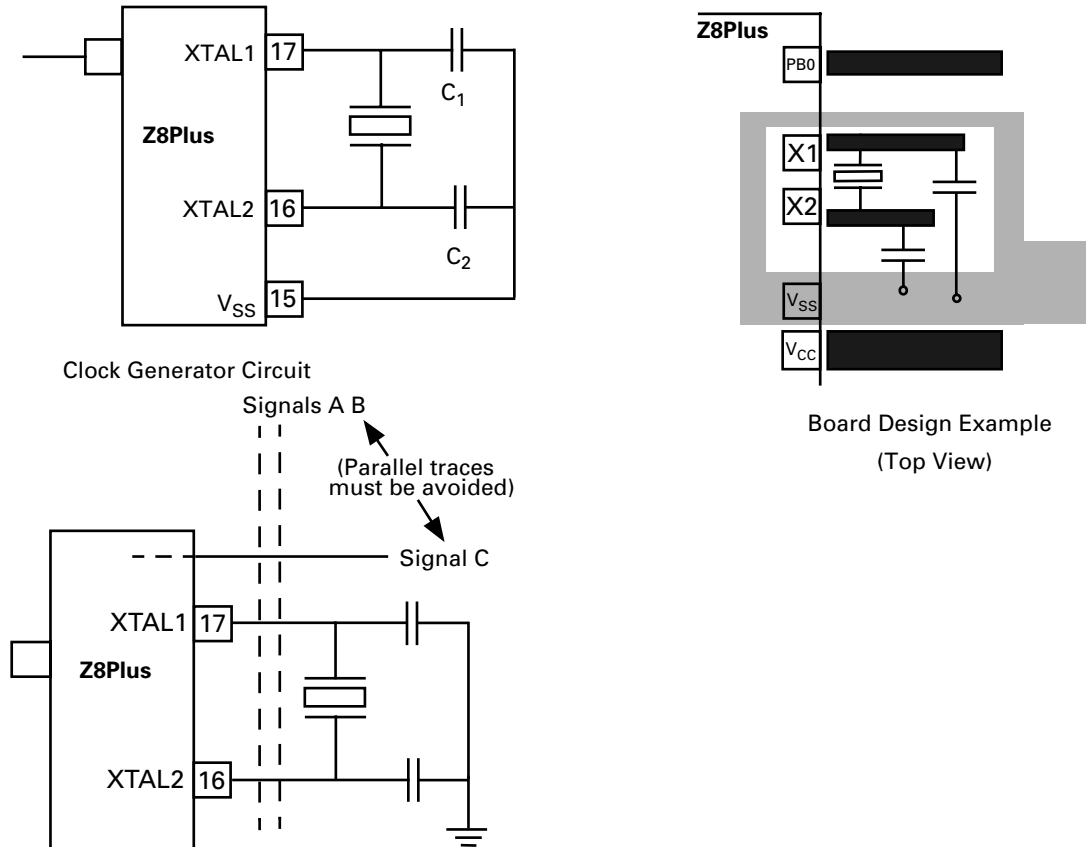 XTAL1 17
C1
Z8Plus
XTAL2 16
C2
VSS 15
Clock Generator Circuit
Z8Plus
PB0
X1
X2
VSS
VCC
Board Design Example
(Top View)
Signals A B
(Parallel traces
must be avoided)
Signal C
XTAL1 17
Z8Plus
XTAL2 16